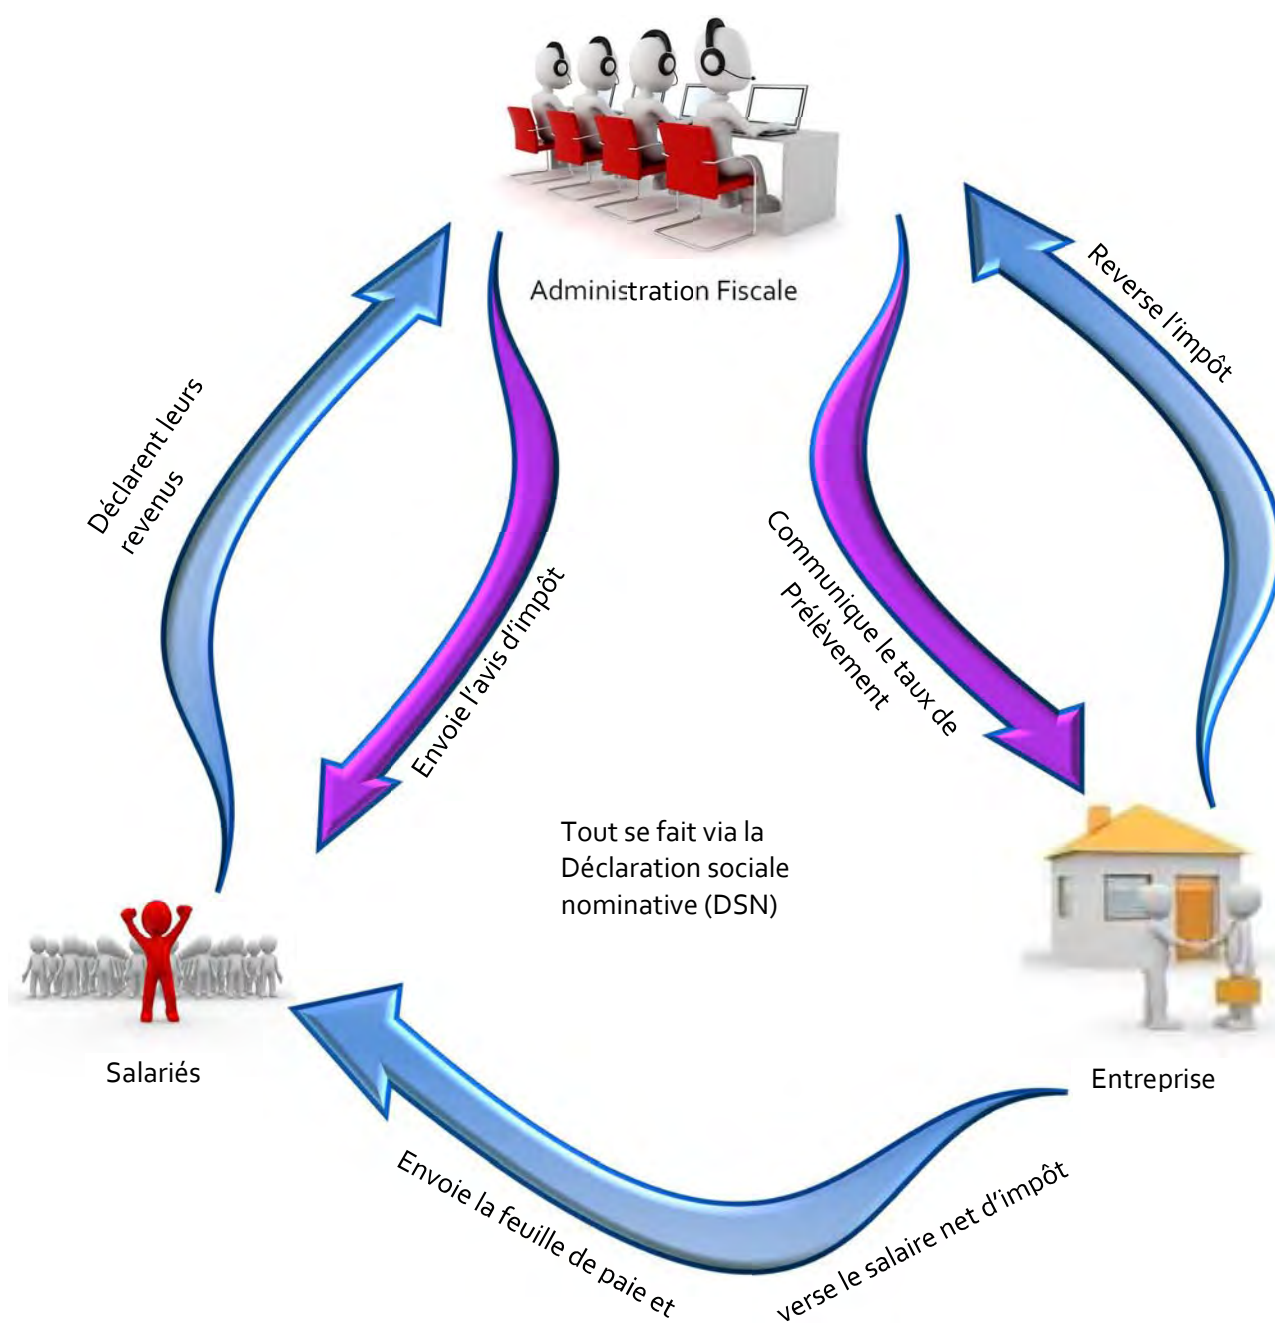 Administration Fiscale
Reverse l'impôt
Déclarent leurs
revenus
Envoie l'avis d'impôt
Communique le taux de
Prélèvement
Tout se fait via la
Déclaration sociale
nominative (DSN)
Salariés
Entreprise
Envoie la feuille de paie et
verse le salaire net d'impôt